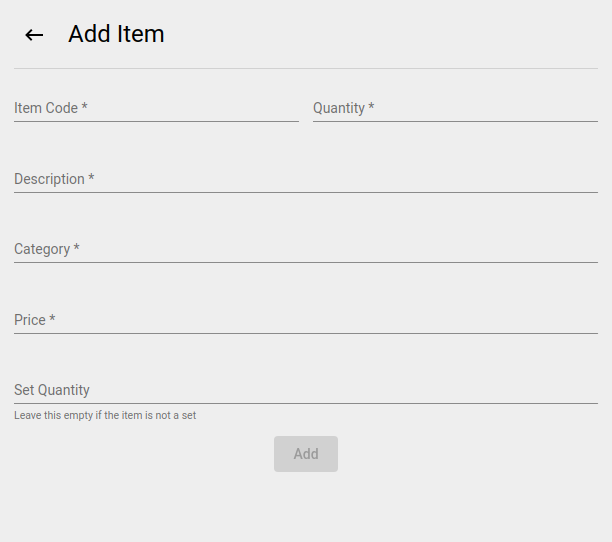 Add Item
Item Code * Quantity *
Description *
Category *
Price *
Set Quantity
Leave this empty if the item is not a set
Add